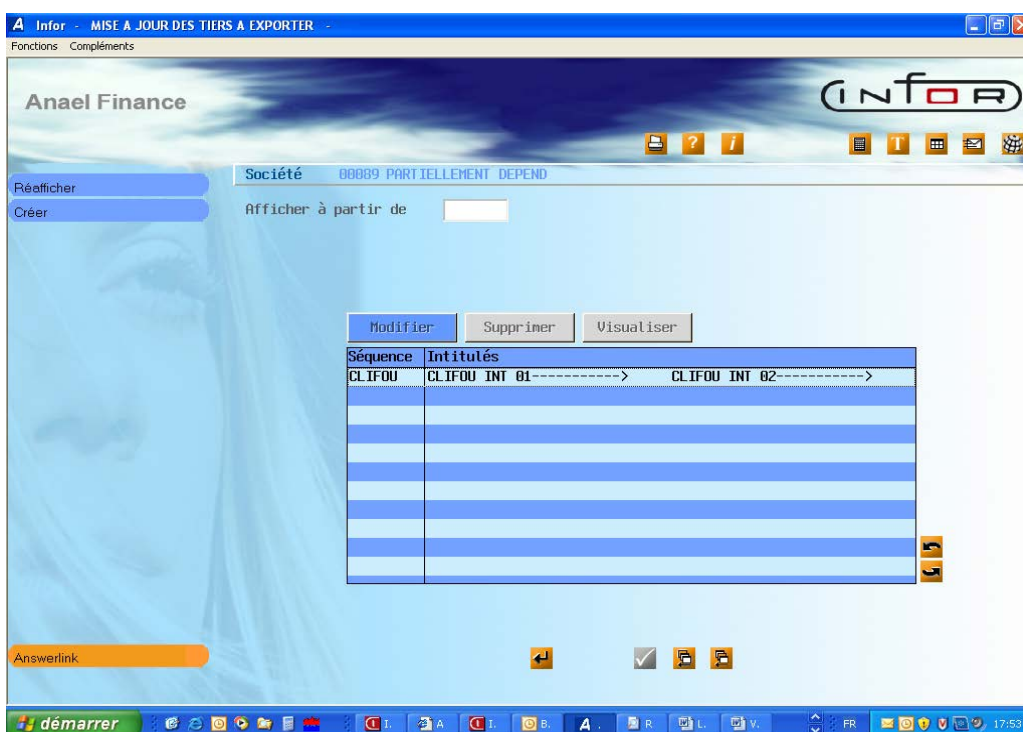 A Infor - MISE A JOUR DES TIERS A EXPORTER -
Fonctions Compléments
Anael Finance
infor
? i T
Société 00089 PARTIELLEMENT DEPEND
Réafficher
Créer
Afficher à partir de
Modifier Supprimer Visualiser
Séquence Intitulés
CLIFOU CLIFOU INT 01-----------> CLIFOU INT 02----------->
Answerlink
démarrer I. A I. B. A . R L. V. FR 17:53